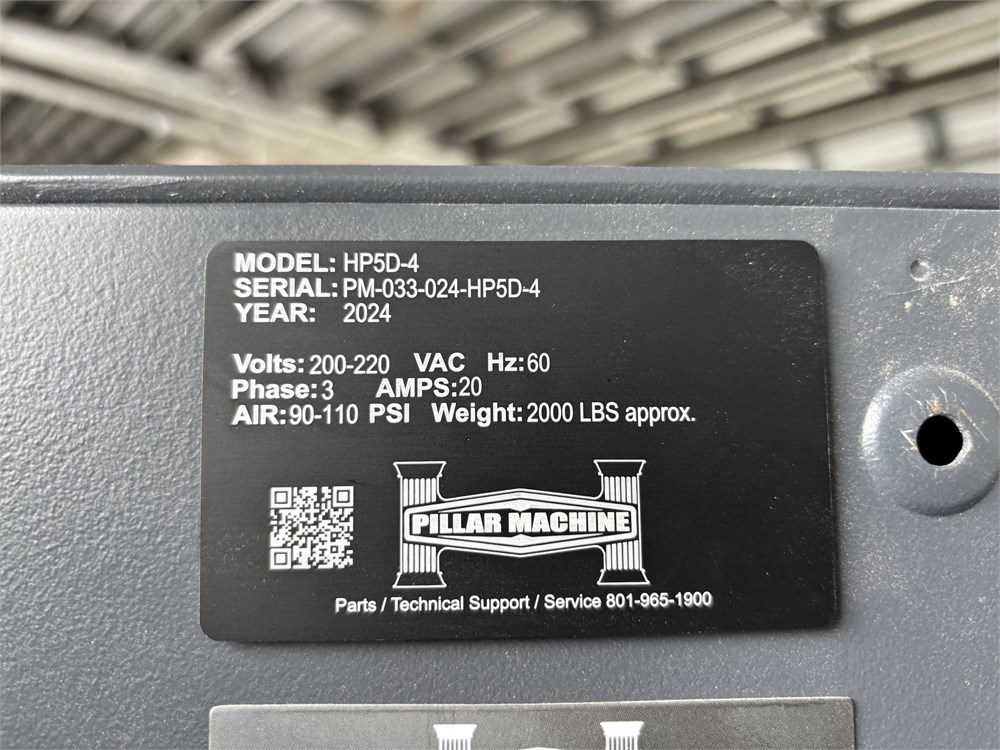 MODEL: HP5D-4
SERIAL: PM-033-024-HP5D-4
YEAR: 2024
Volts: 200-220 VAC Hz: 60
Phase: 3 AMPS: 20
AIR: 90-110 PSI Weight: 2000 LBS approx.
PILLAR MACHINE
Parts / Technical Support / Service 801-965-1900